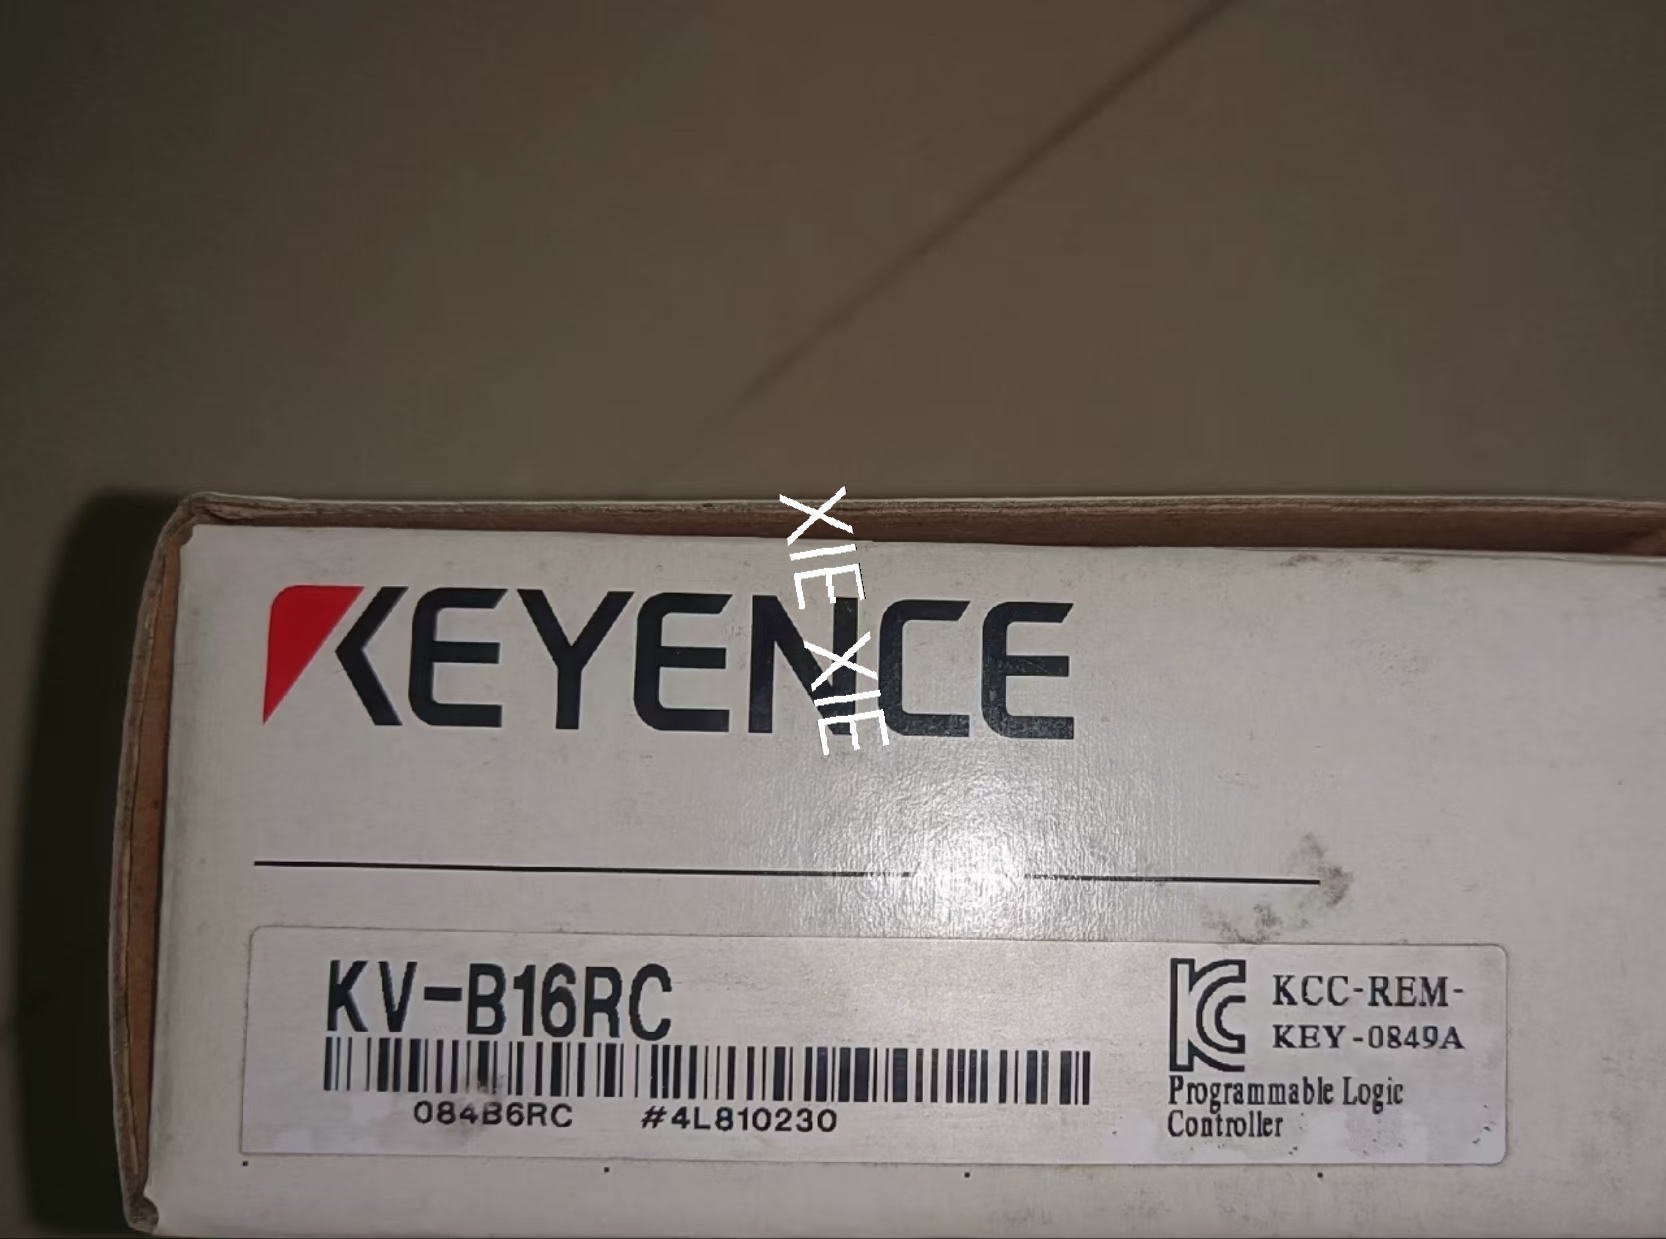 XIE XIE
KEYENCE
KV-B16RC
084B6RC #4L810230
KCC-REM-
KEY-0849A
Programmable Logic
Controller